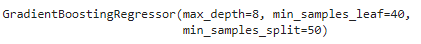 GradientBoostingRegressor(max_depth=8, min_samples_leaf=40,
min_samples_split=50)